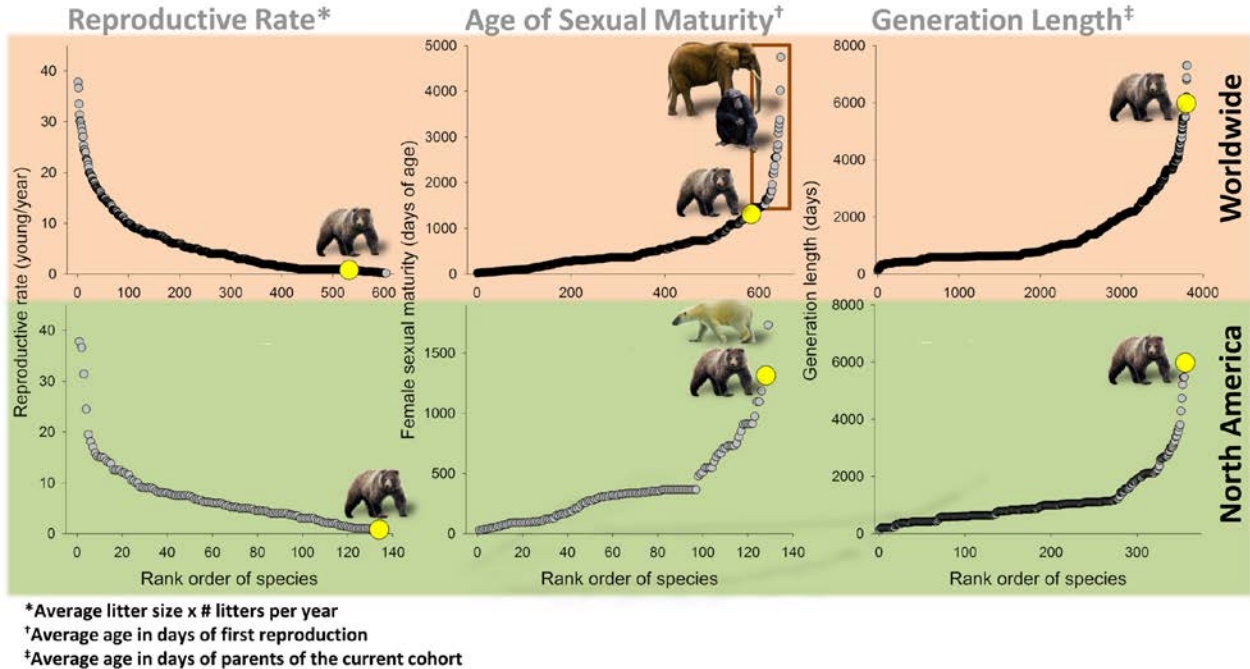 Reproductive Rate*
Age of Sexual Maturity†
Generation Length‡
Reproductive rate (young/year)
40
30
20
10
0
0 100 200 300 400 500 600
Female sexual maturity (days of age)
5000
4000
3000
2000
1000
0
0 200 400 600
Generation length (days)
8000
6000
4000
2000
0
0 1000 2000 3000 4000
Worldwide
40
30
20
10
0
0 20 40 60 80 100 120 140
Rank order of species
1500
1000
500
0
0 20 40 60 80 100 120 140
Rank order of species
8000
6000
4000
2000
0
0 100 200 300
Rank order of species
North America
*Average litter size x # litters per year
†Average age in days of first reproduction
‡Average age in days of parents of the current cohort